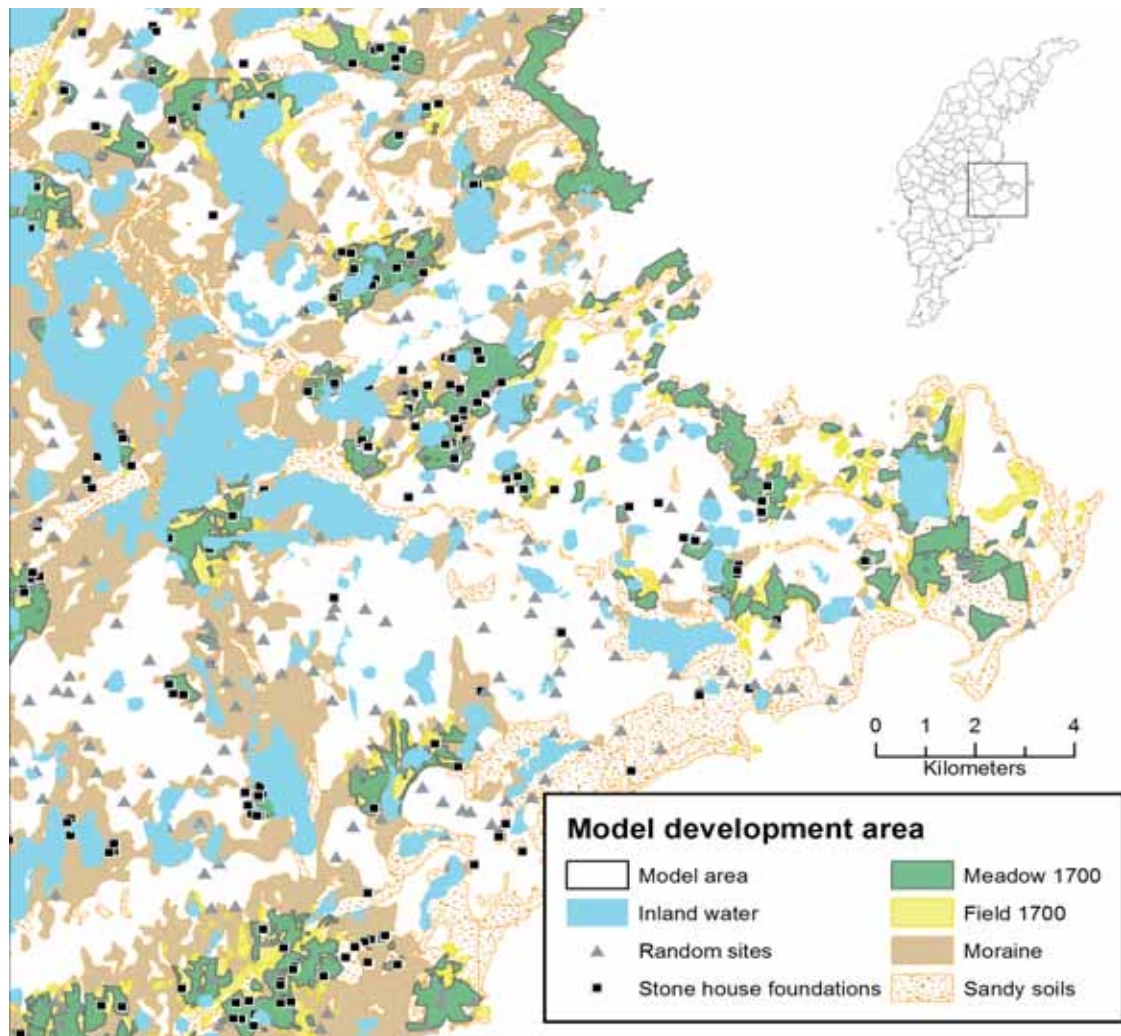 0 1 2 4
Kilometers
Model development area
Model area
Inland water
Random sites
Stone house foundations
Meadow 1700
Field 1700
Moraine
Sandy soils